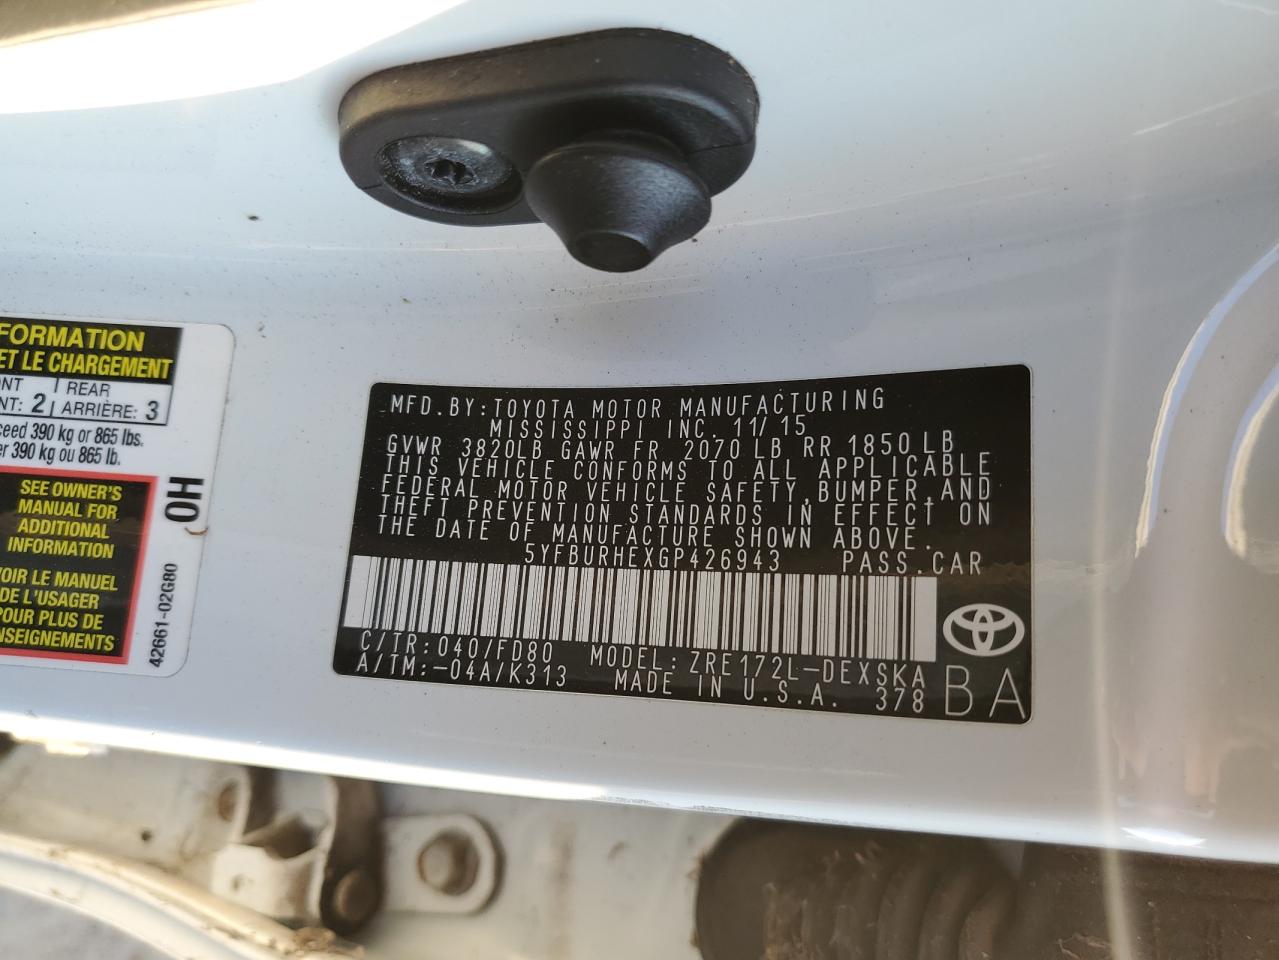 FORMATION
ET LE CHARGEMENT
NT
REAR
NT: 2
ARRIÈRE: 3
ceed 390 kg or 865 lbs.
er 390 kg ou 865 lb.
SEE OWNER'S
MANUAL FOR
ADDITIONAL
INFORMATION
VOIR LE MANUEL
DE L'USAGER
POUR PLUS DE
NSEIGNEMENTS
OH
42661-02G80
MFD.BY:TOYOTA MOTOR MANUFACTURING
MISSISSIPPI INC. 11/15
GVWR 3820LB GAWR FR 2070 LB RR 1850 LB
THIS VEHICLE CONFORMS TO ALL APPLICABLE
FEDERAL MOTOR VEHICLE SAFETY,BUMPER,AND
THEFT PREVENTION STANDARDS IN EFFECT ON
THE DATE OF MANUFACTURE SHOWN ABOVE.
5YFBURHEXGP426943 PASS.CAR
C/TR:040/FD80 MODEL:ZRE172L-DEXSKA
A/TM:-04A/K313 MADE IN U.S.A. 378
BA